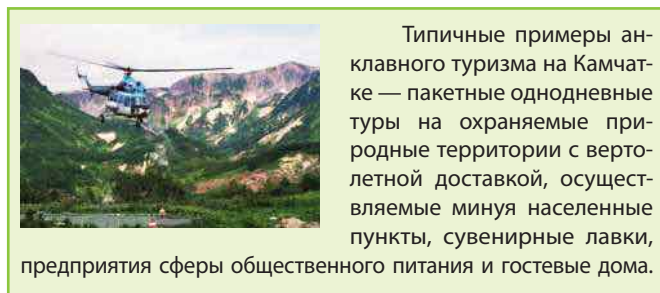 Типичные примеры ан-
клавного туризма на Камчат-
ке — пакетные однодневные
туры на охраняемые при-
родные территории с верто-
летной доставкой, осущест-
вляемые минуя населенные
пункты, сувенирные лавки,
предприятия сферы общественного питания и гостевые дома.